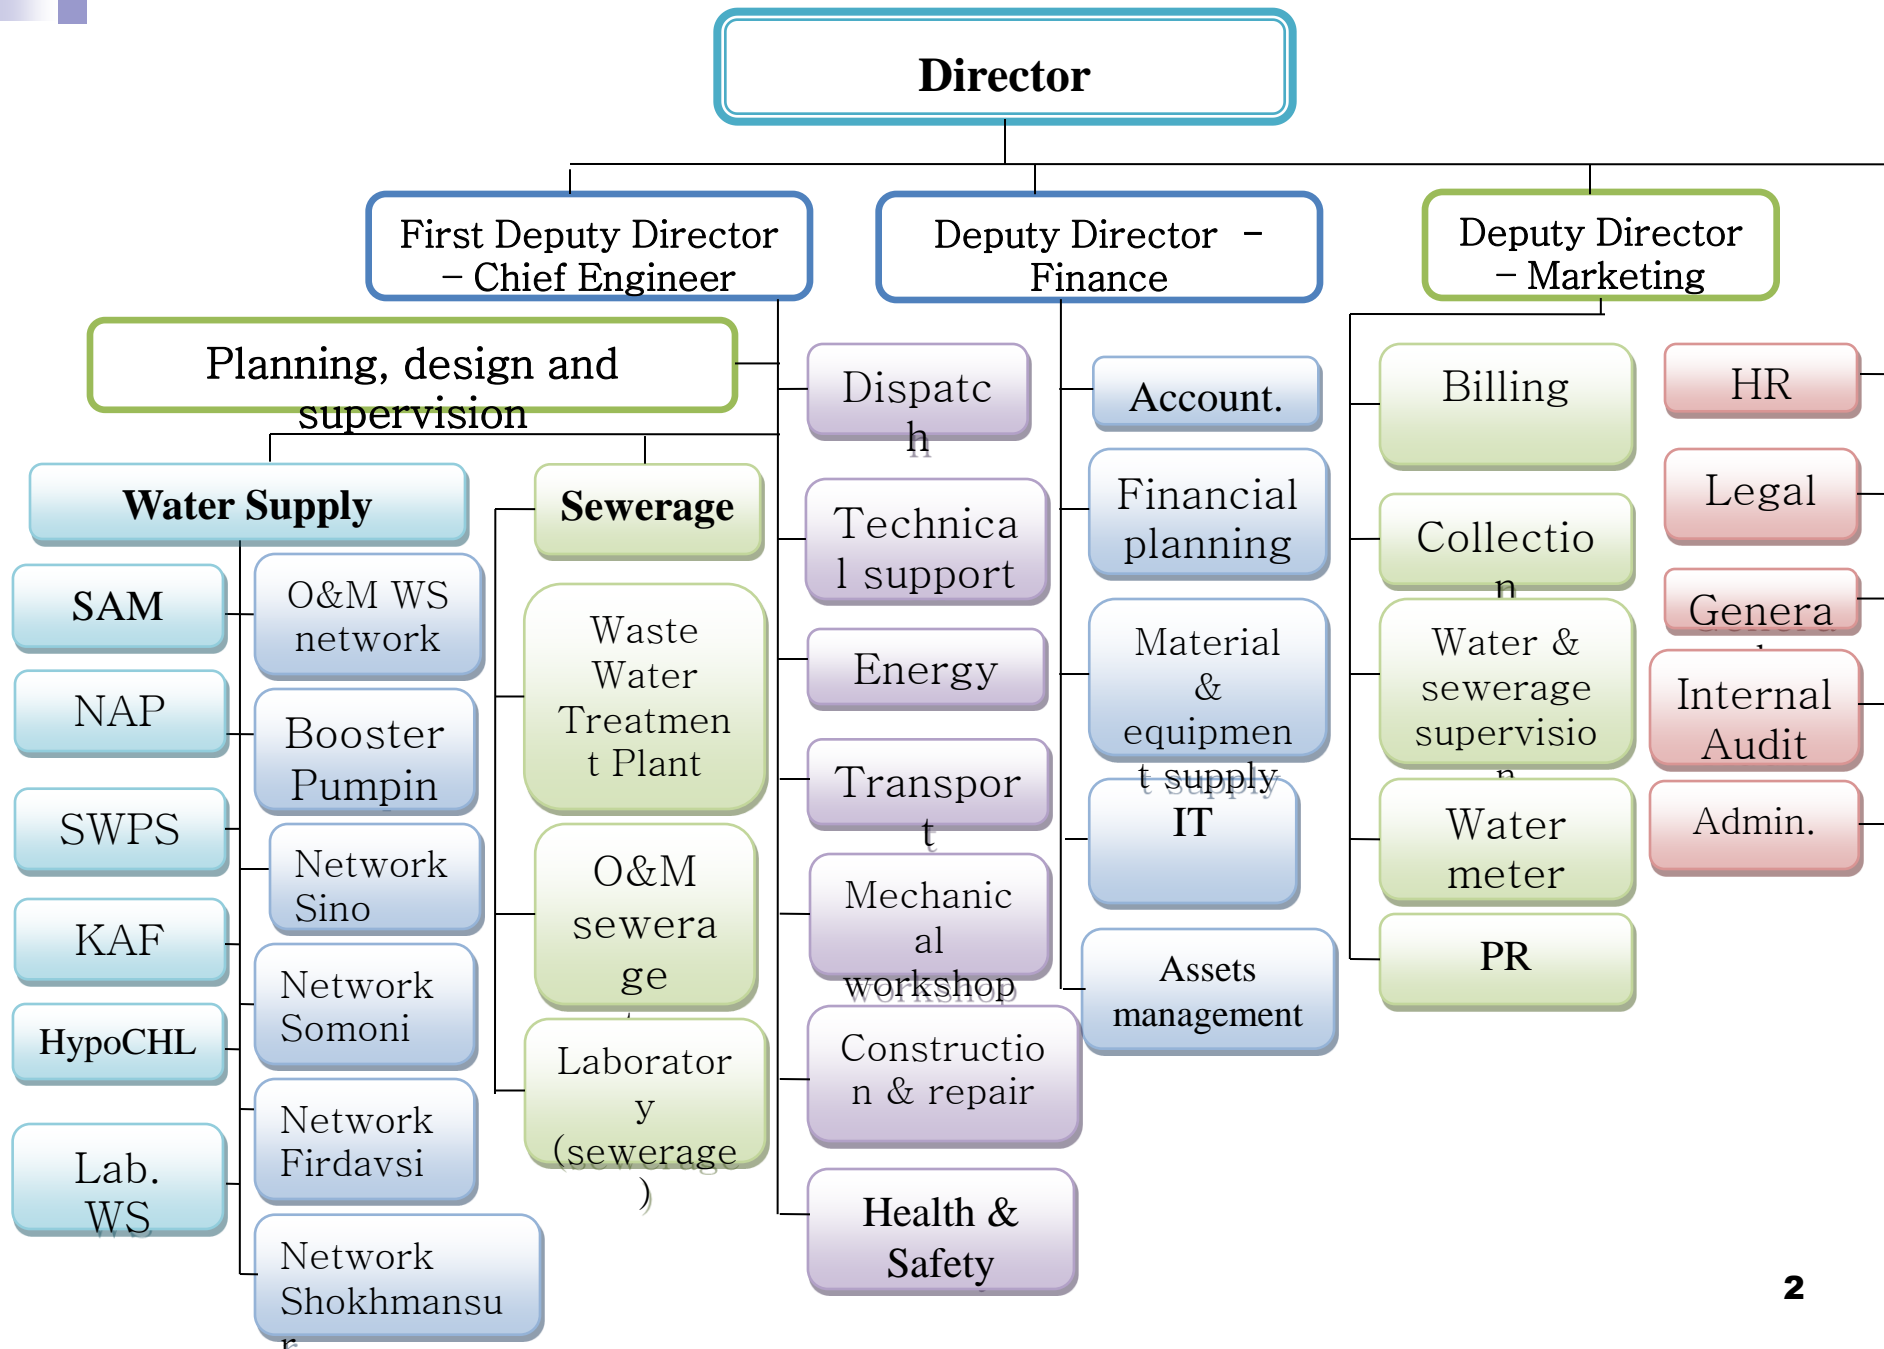 Director
First Deputy Director
– Chief Engineer
Deputy Director –
Finance
Deputy Director
– Marketing
Planning, design and
supervision
Water Supply
SAM
NAP
SWPS
KAF
HypoCHL
Lab.
WS
O&M WS
network
Booster
Pumpin
Network
Sino
Network
Somoni
Network
Firdavsi
Network
Shokhmansu
r
Sewerage
Waste
Water
Treatmen
t Plant
O&M
sewera
ge
Laborator
y
(sewerage
)
Dispatc
h
Technica
l support
Energy
Transpor
t
Mechanic
al
workshop
Constructio
n & repair
Health &
Safety
Account.
Financial
planning
Material
&
equipmen
t supply
IT
Assets
management
Billing
Collectio
n
Water &
sewerage
supervisio
n
Water
meter
PR
HR
Legal
Genera
Internal
Audit
Admin.
2